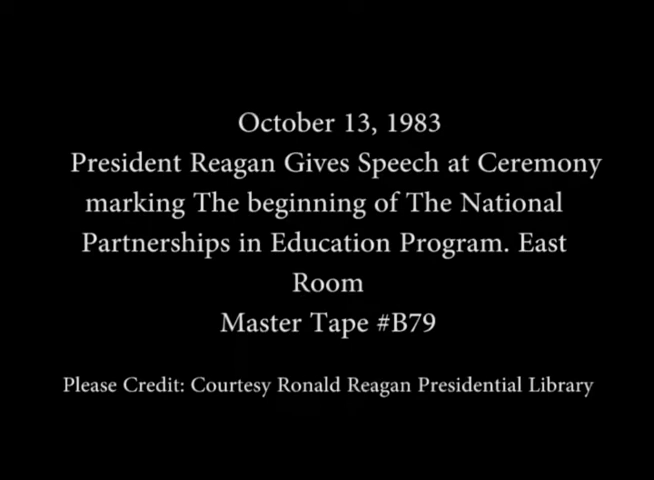 October 13, 1983
President Reagan Gives Speech at Ceremony
marking The beginning of The National
Partnerships in Education Program. East
Room
Master Tape #B79
Please Credit: Courtesy Ronald Reagan Presidential Library